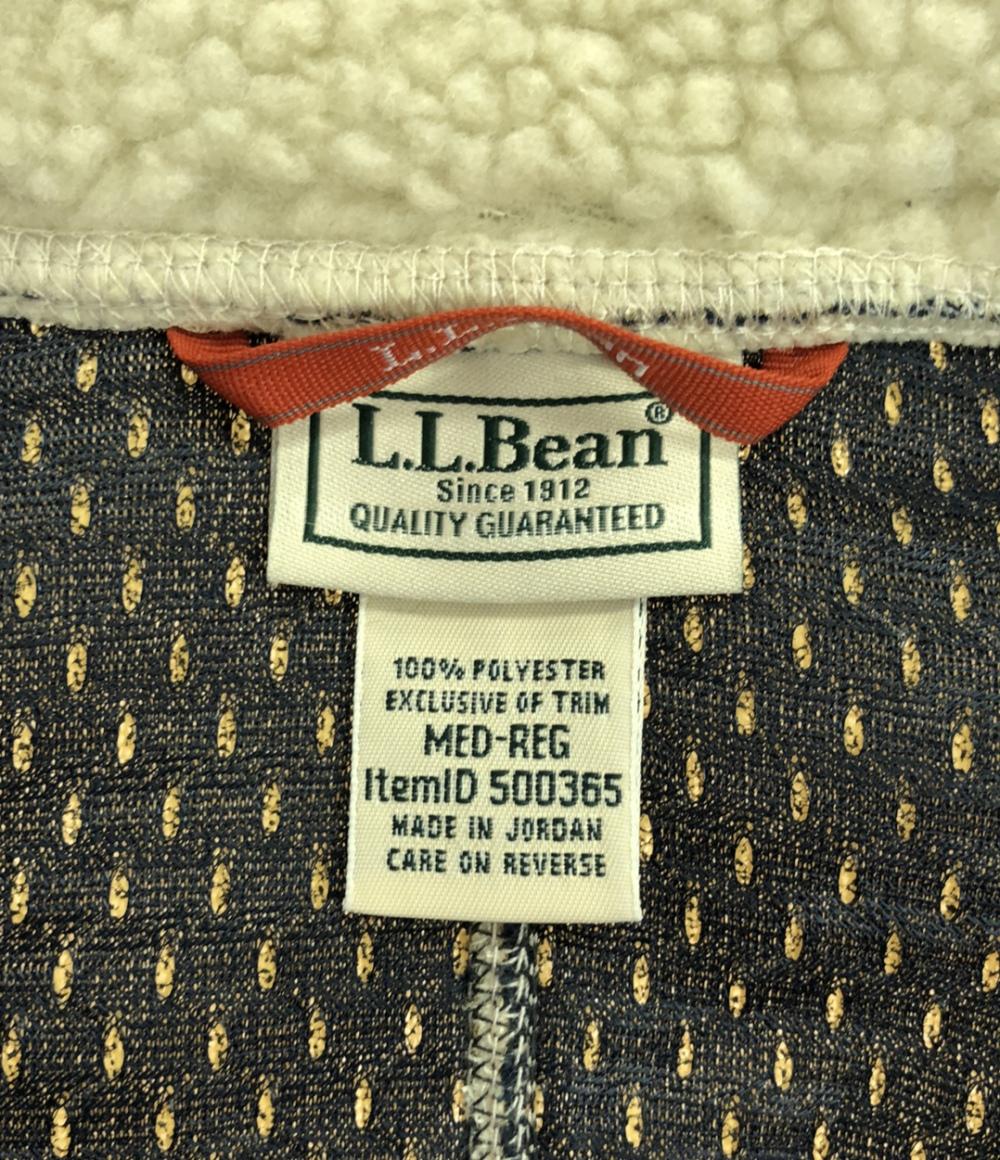 L.L.Bean
L.L.Bean®
Since 1912
QUALITY GUARANTEED
100% POLYESTER
EXCLUSIVE OF TRIM
MED-REG
ItemID 500365
MADE IN JORDAN
CARE ON REVERSE